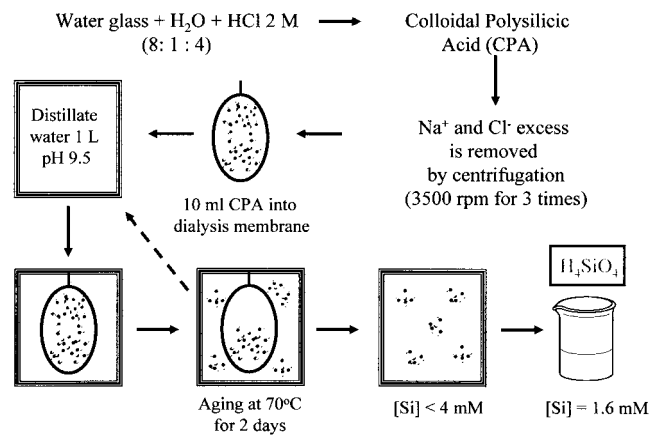 Water glass + H₂O + HCl 2 M
(8: 1 : 4)
Colloidal Polysilicic
Acid (CPA)
Na⁺ and Cl⁻ excess
is removed
by centrifugation
(3500 rpm for 3 times)
10 ml CPA into
dialysis membrane
Distillate
water 1 L
pH 9.5
Aging at 70ºC
for 2 days
[Si] < 4 mM
H₄SiO₄
[Si] = 1.6 mM